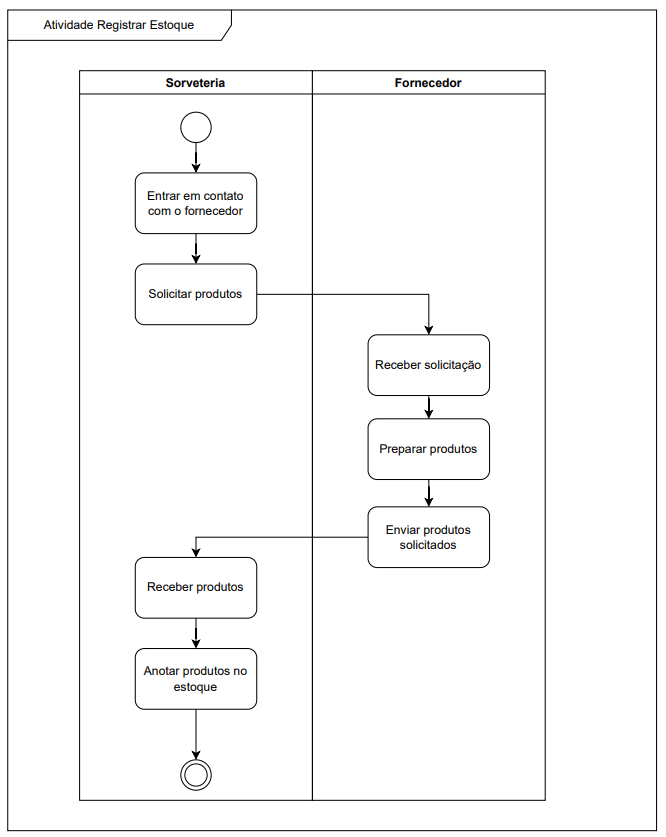 Atividade Registrar Estoque
Sorveteria
Fornecedor
Entrar em contato
com o fornecedor
Solicitar produtos
Receber solicitação
Preparar produtos
Enviar produtos
solicitados
Receber produtos
Anotar produtos no
estoque